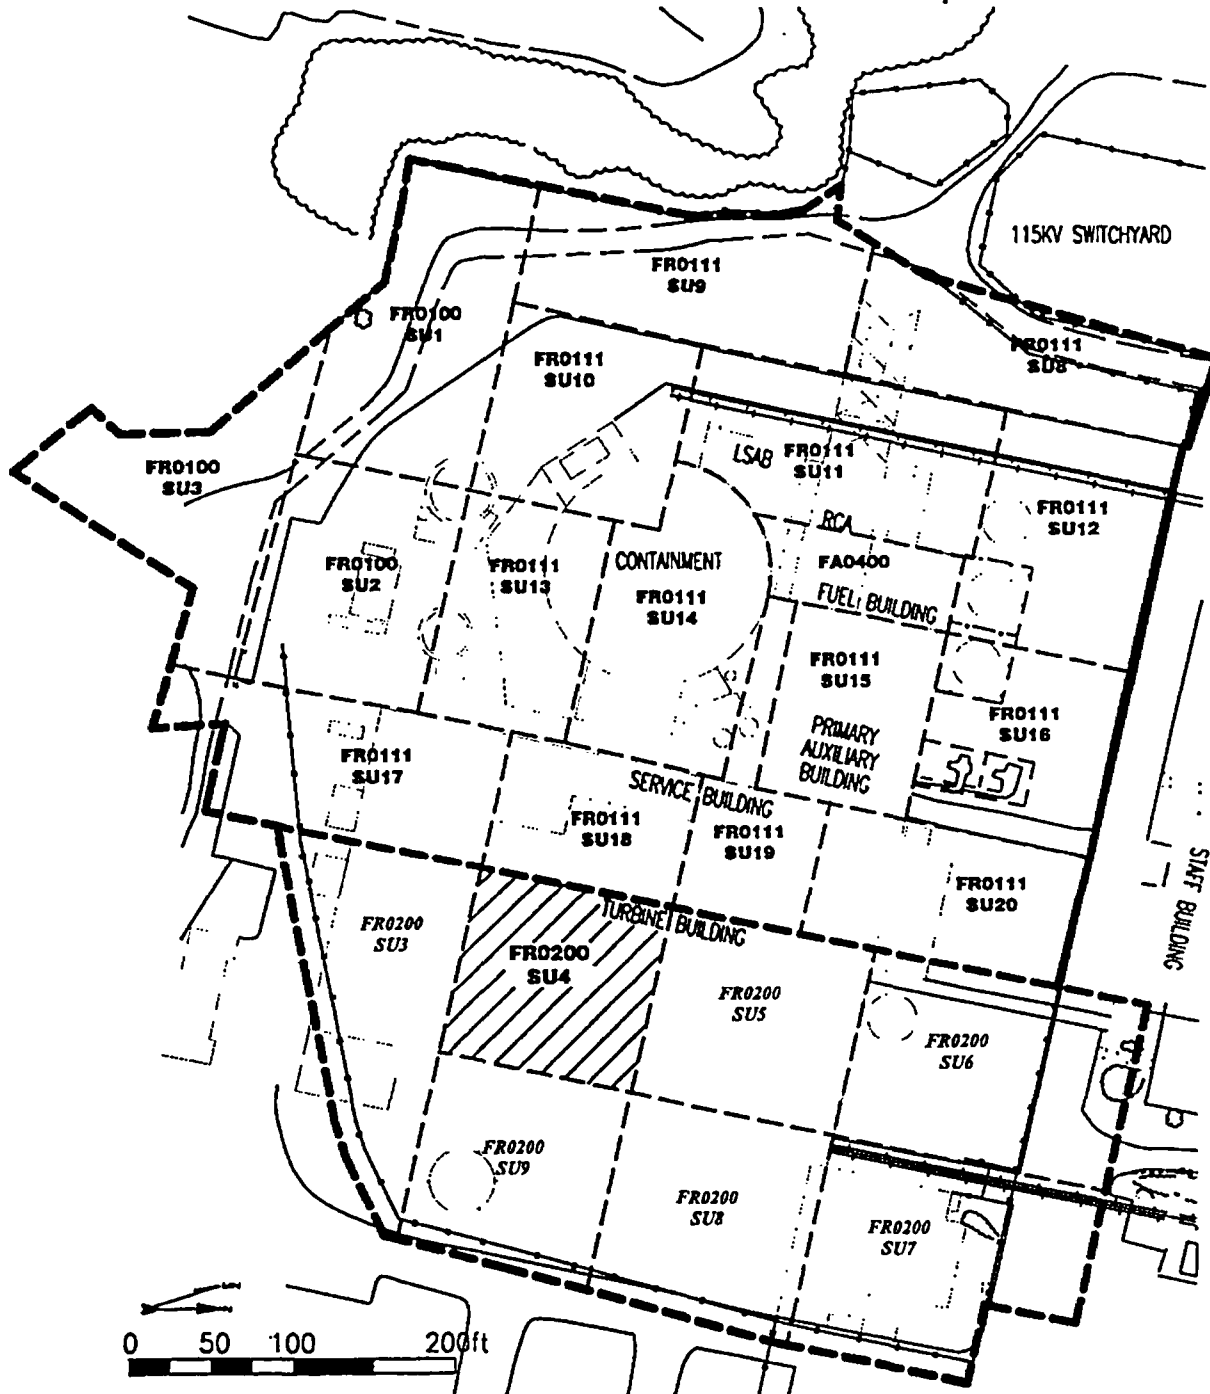 115KV SWITCHYARD
FR0111
SU9
FR0100
SU1
FR0111
SU8
FR0111
SU10
LSAB
FR0111
SU11
FR0100
SU3
FR0111
SU12
RCA
FR0100
SU2
FR0111
SU13
CONTAINMENT
FR0111
SU14
FA0400
FUEL BUILDING
FR0111
SU15
FR0111
SU16
PRIMARY
AUXILIARY
BUILDING
FR0111
SU17
SERVICE BUILDING
FR0111
SU18
FR0111
SU19
FR0111
SU20
STAFF BUILDING
TURBINE BUILDING
FR0200
SU3
FR0200
SU4
FR0200
SU5
FR0200
SU6
FR0200
SU9
FR0200
SU8
FR0200
SU7
0 50 100 200ft